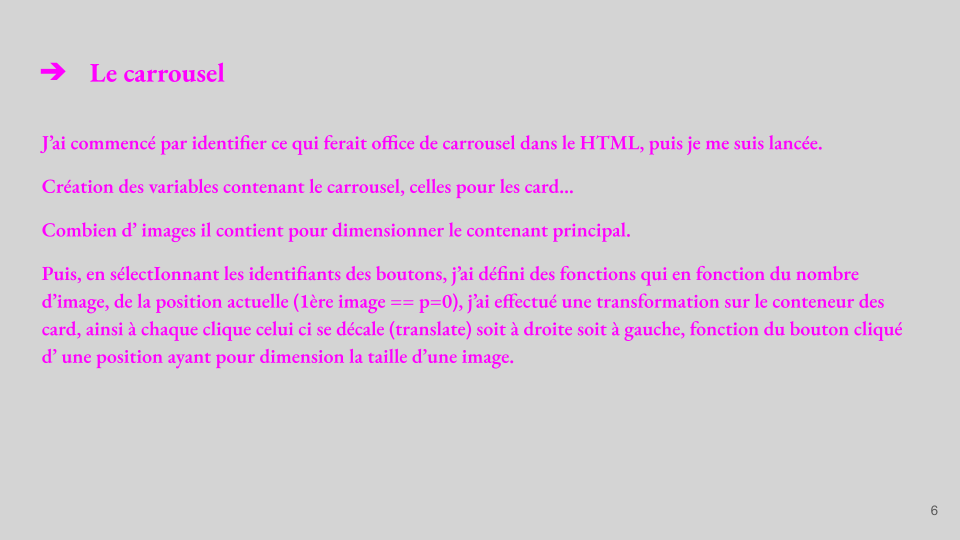 ➔ Le carrousel
J’ai commencé par identifier ce qui ferait office de carrousel dans le HTML, puis je me suis lancée.
Création des variables contenant le carrousel, celles pour les card...
Combien d’ images il contient pour dimensionner le contenant principal.
Puis, en sélectIonnant les identifiants des boutons, j’ai défini des fonctions qui en fonction du nombre
d’image, de la position actuelle (1ère image == p=0), j’ai effectué une transformation sur le conteneur des
card, ainsi à chaque clique celui ci se décale (translate) soit à droite soit à gauche, fonction du bouton cliqué
d’ une position ayant pour dimension la taille d’une image.
6